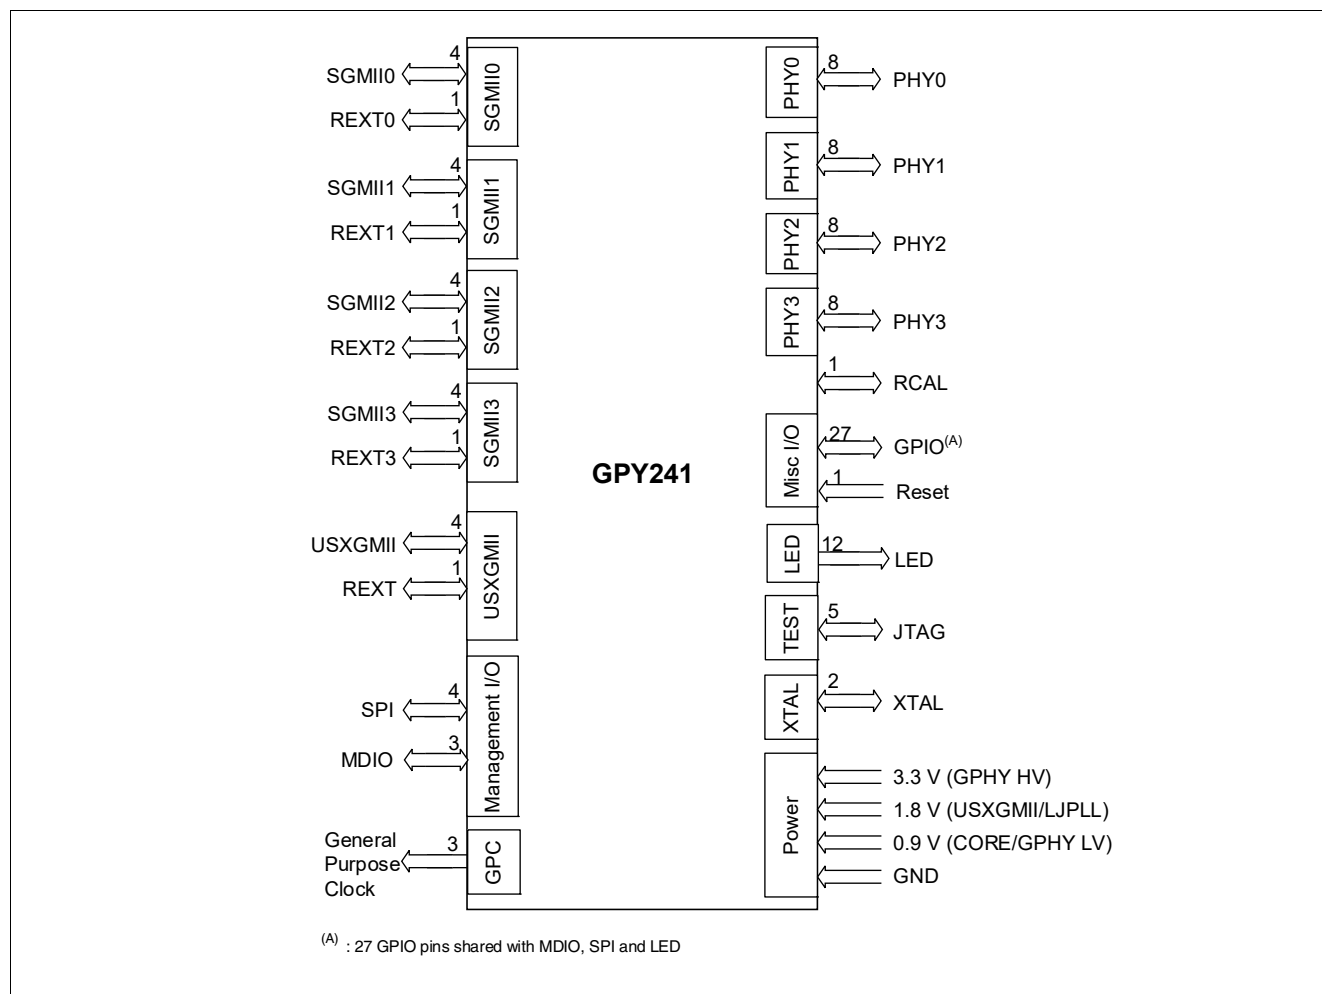 4
SGMII0
1
REXT0
SGMII0
4
SGMII1
1
REXT1
SGMII1
4
SGMII2
1
REXT2
SGMII2
4
SGMII3
1
REXT3
SGMII3
4
USXGMII
1
REXT
USXGMII
4
SPI
3
MDIO
Management I/O
3
General
Purpose
Clock
GPC
GPY241
PHY0
8
PHY0
PHY1
8
PHY1
PHY2
8
PHY2
PHY3
8
PHY3
1
RCAL
Misc I/O
27
GPIO(A)
1
Reset
LED
12
LED
TEST
5
JTAG
XTAL
2
XTAL
Power
3.3 V (GPHY HV)
1.8 V (USXGMII/LJPLL)
0.9 V (CORE/GPHY LV)
GND
(A) : 27 GPIO pins shared with MDIO, SPI and LED